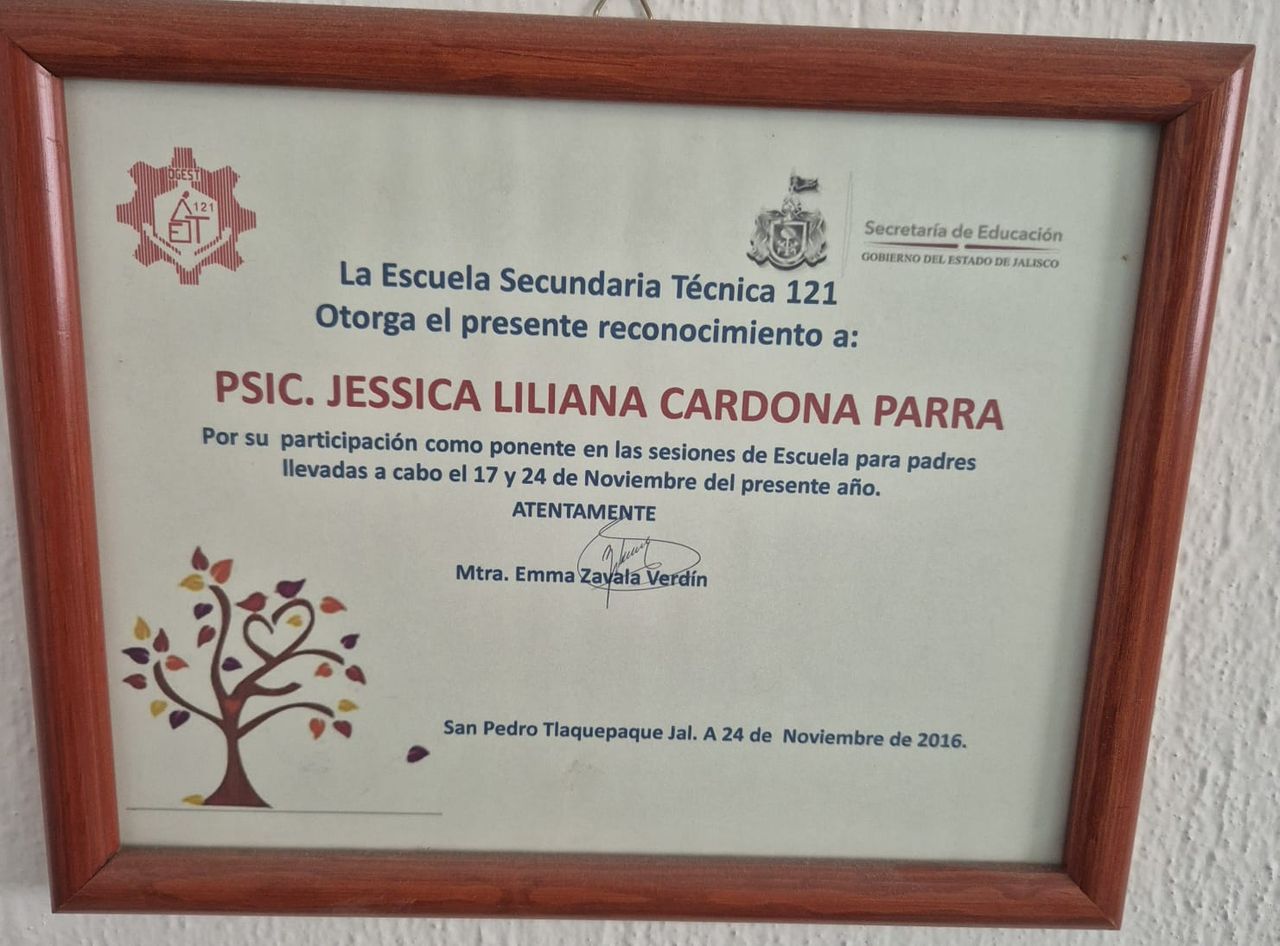 DGEST
121
Secretaría de Educación
GOBIERNO DEL ESTADO DE JALISCO
La Escuela Secundaria Técnica 121
Otorga el presente reconocimiento a:
PSIC. JESSICA LILIANA CARDONA PARRA
Por su participación como ponente en las sesiones de Escuela para padres
llevadas a cabo el 17 y 24 de Noviembre del presente año.
ATENTAMENTE
Mtra. Emma Zavala Verdín
San Pedro Tlaquepaque Jal. A 24 de Noviembre de 2016.